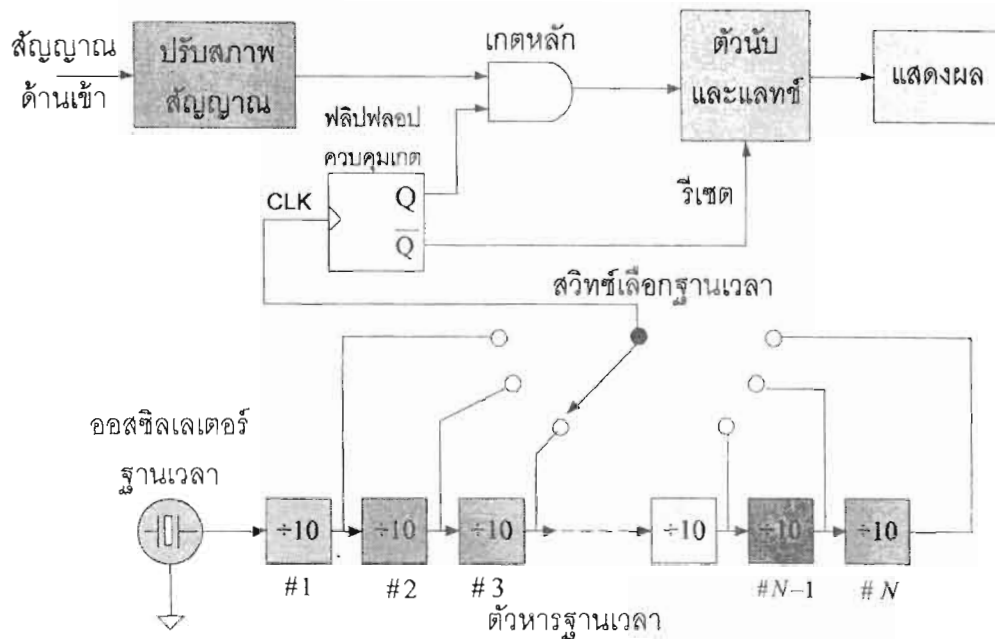 สัญญาณ
ด้านเข้า
ปรับสภาพ
สัญญาณ
เกตหลัก
ตัวนับ
และแลทช์
แสดงผล
ฟลิปฟลอป
ควบคุมเกต
CLK
Q
Q̅
รีเซต
สวิทซ์เลือกฐานเวลา
ออสซิลเลเตอร์
ฐานเวลา
÷10
÷10
÷10
÷10
÷10
÷10
#1
#2
#3
#N–1
#N
ตัวหารฐานเวลา